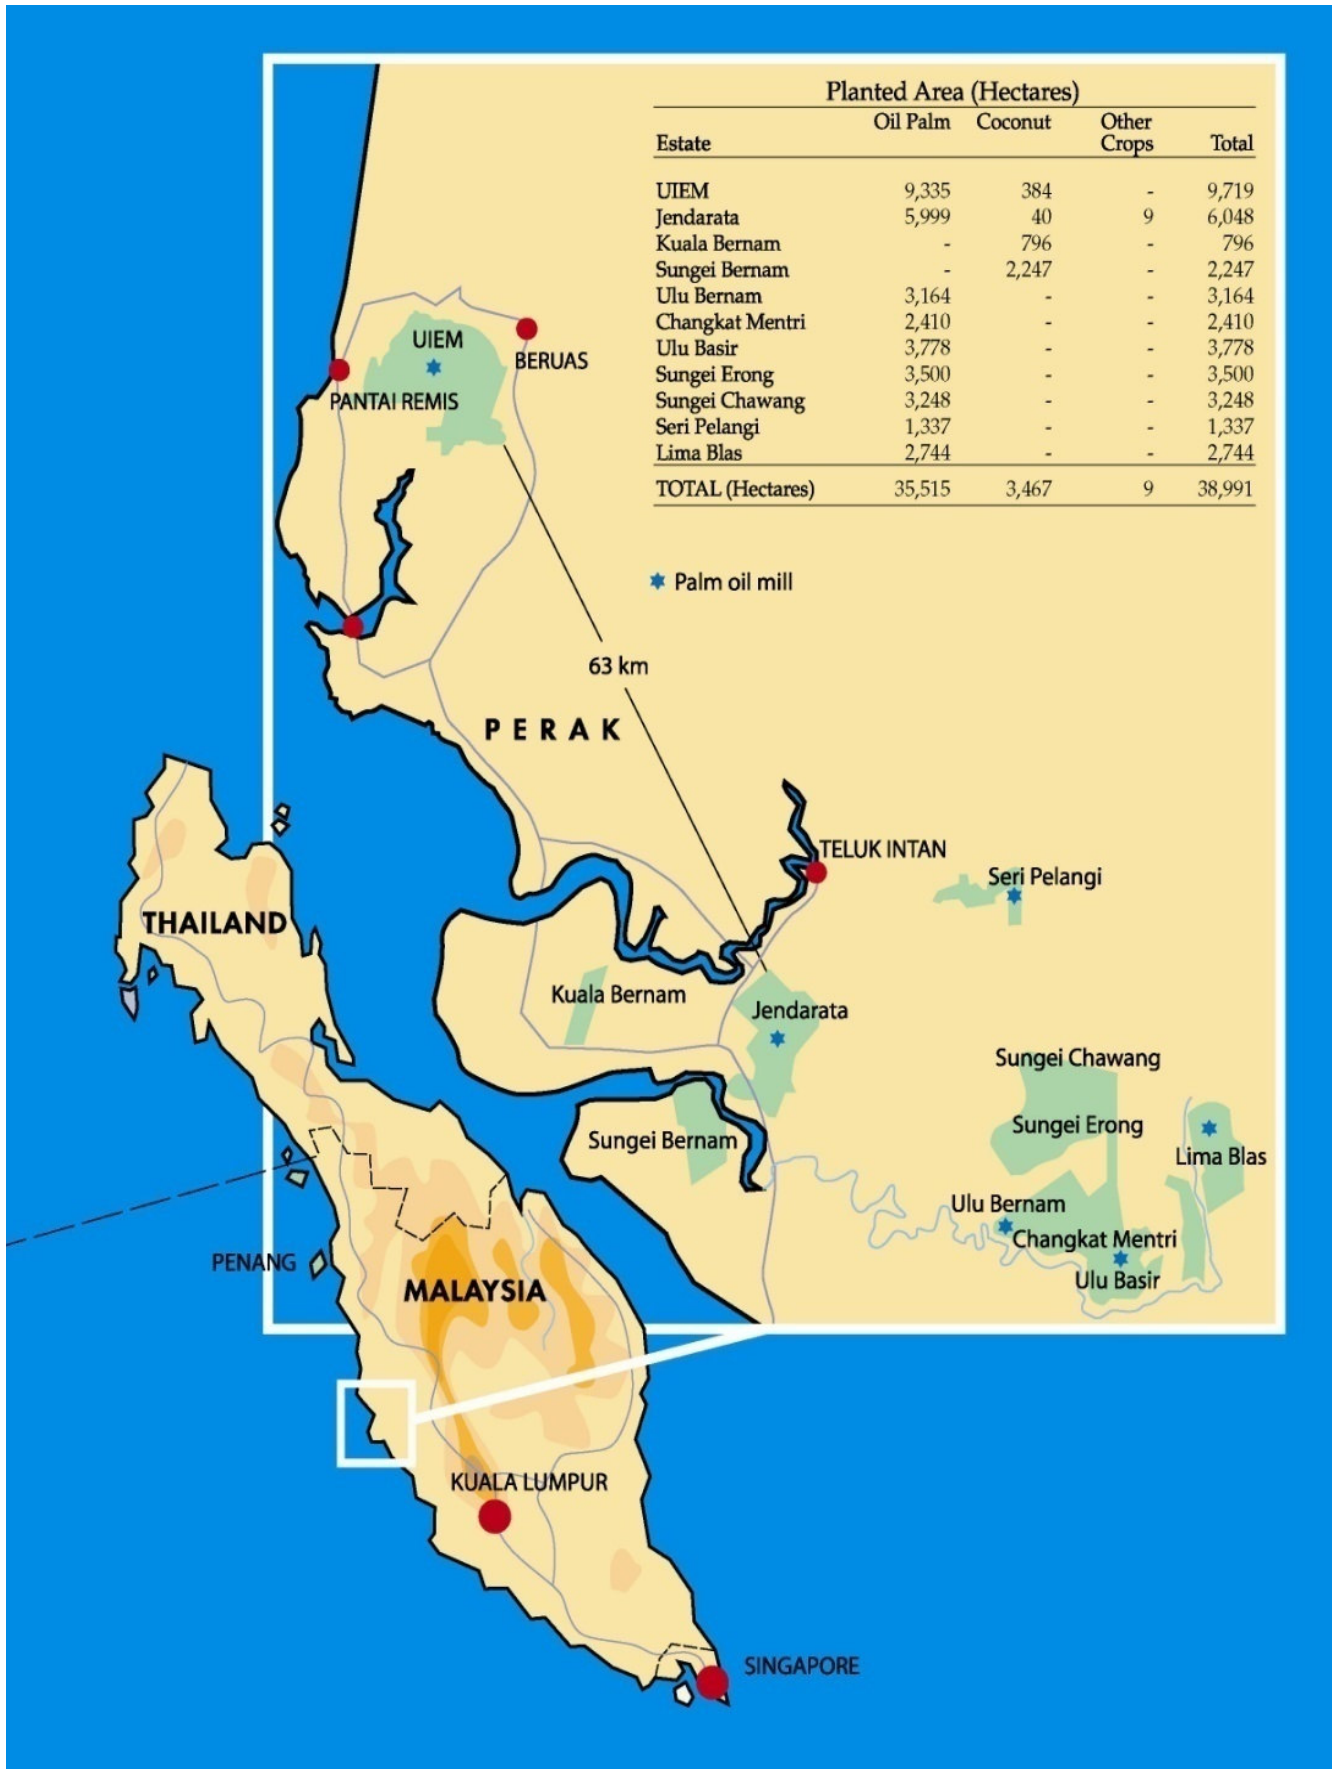 Planted Area (Hectares)
Estate Oil Palm Coconut Other Crops Total
UIEM 9,335 384 - 9,719
Jendarata 5,999 40 9 6,048
Kuala Bernam - 796 - 796
Sungei Bernam - 2,247 - 2,247
Ulu Bernam 3,164 - - 3,164
Changkat Mentri 2,410 - - 2,410
Ulu Basir 3,778 - - 3,778
Sungei Erong 3,500 - - 3,500
Sungei Chawang 3,248 - - 3,248
Seri Pelangi 1,337 - - 1,337
Lima Blas 2,744 - - 2,744
TOTAL (Hectares) 35,515 3,467 9 38,991
UIEM
BERUAS
PANTAI REMIS
Palm oil mill
63 km
PERAK
TELUK INTAN
Seri Pelangi
THAILAND
Kuala Bernam
Jendarata
Sungei Chawang
Sungei Erong
Sungei Bernam
Lima Blas
Ulu Bernam
Changkat Mentri
Ulu Basir
PENANG
MALAYSIA
KUALA LUMPUR
SINGAPORE